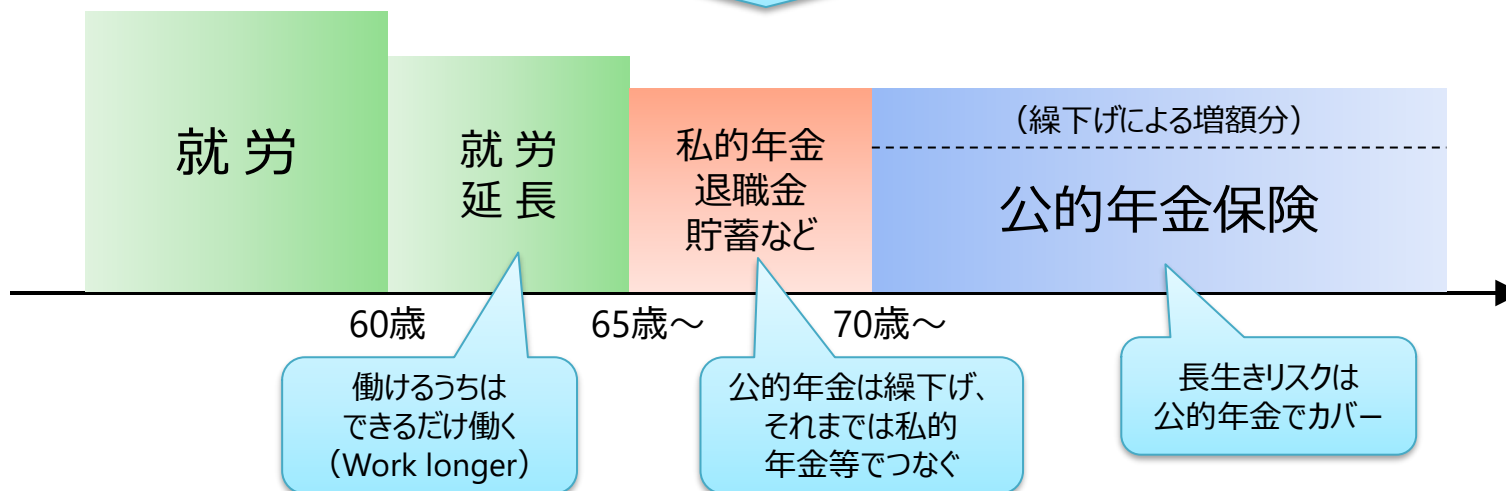 就 労
就 労
延 長
私的年金
退職金
貯蓄など
（繰下げによる増額分）
公的年金保険
60歳
65歳～
70歳～
働けるうちは
できるだけ働く
（Work longer）
公的年金は繰下げ、
それまでは私的
年金等でつなぐ
長生きリスクは
公的年金でカバー